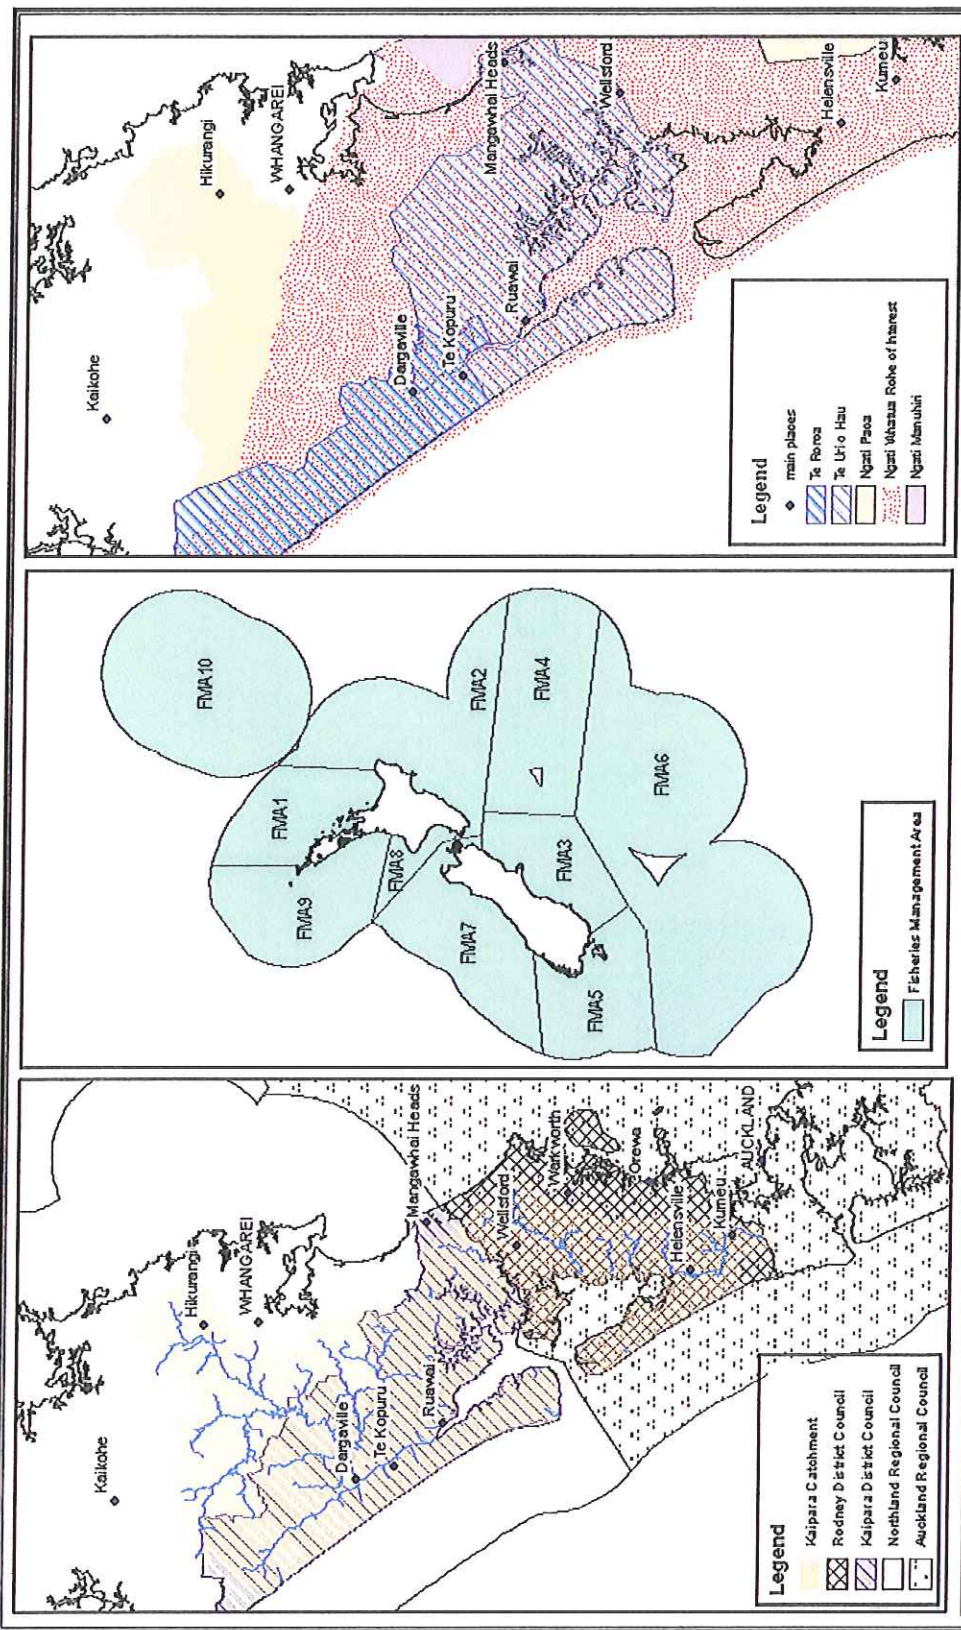 Kaikohe
Hikurangi
WHANGAREI
Dargaville
Te Kopuru
Ruawai
Mangawhai Heads
Wellsford
Warkworth
Orewa
Helensville
Kumeu
AUCKLAND
Legend
Kaipara Catchment
Rodney District Council
Kaipara District Council
Northland Regional Council
Auckland Regional Council
FMA10
FMA1
FMA9
FMA8
FMA2
FMA7
FMA4
FMA3
FMA5
FMA6
Legend
Fisheries Management Area
Kaikohe
Hikurangi
WHANGAREI
Dargaville
Te Kopuru
Ruawai
Mangawhai Heads
Wellsford
Helensville
Kumeu
Legend
main places
Te Roroa
Te Uri o Hau
Ngati Paoa
Ngati Whatua Rohe of Interest
Ngati Manuhiri